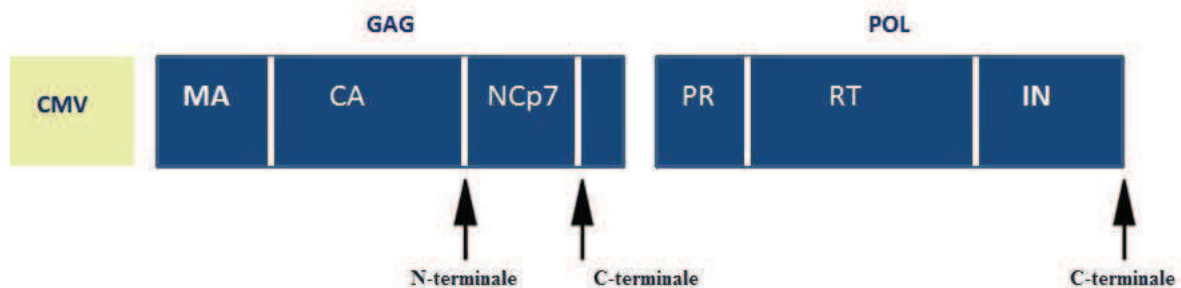 GAG POL
CMV MA CA NCp7 PR RT IN
N-terminale C-terminale C-terminale